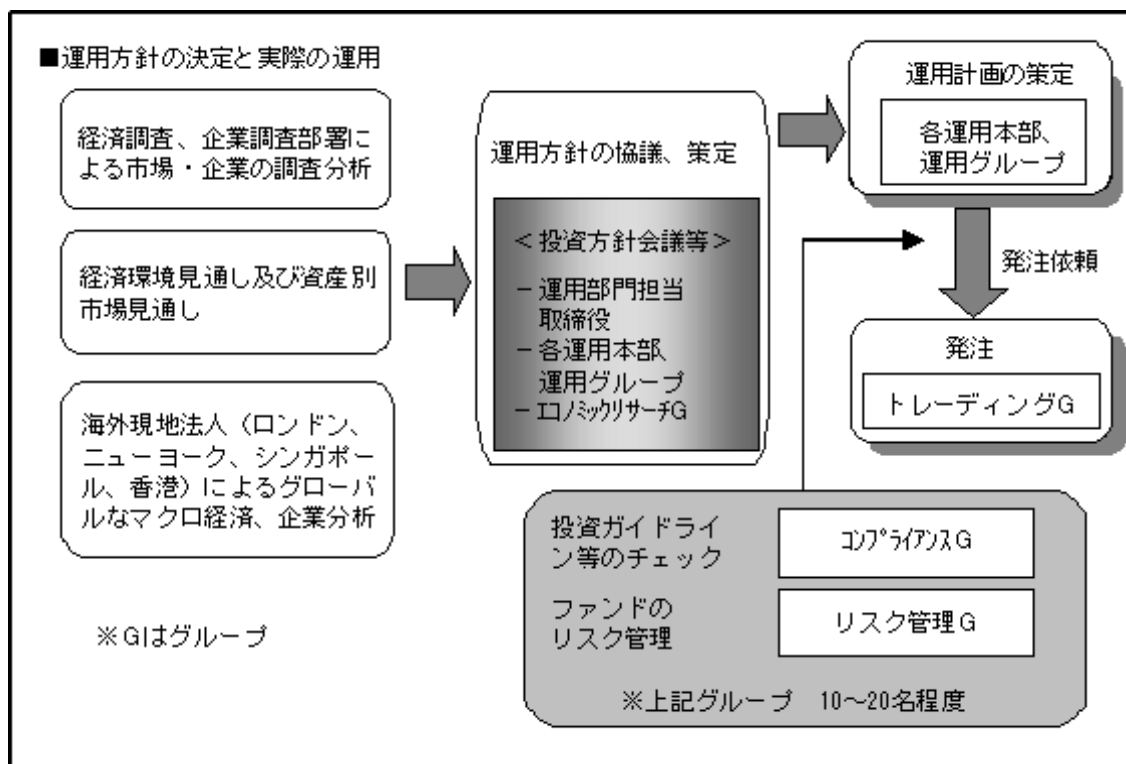 ■運用方針の決定と実際の運用
経済調査、企業調査部署に
よる市場・企業の調査分析
経済環境見通し及び資産別
市場見通し
海外現地法人（ロンドン、
ニューヨーク、シンガポー
ル、香港）によるグローバ
ルなマクロ経済、企業分析
※Gはグループ
運用方針の協議、策定
＜投資方針会議等＞
－運用部門担当
取締役
－各運用本部、
運用グループ
－ｴｺﾉﾐｯｸﾘｻｰﾁG
運用計画の策定
各運用本部、
運用グループ
発注依頼
発注
トレーディングG
投資ガイドライ
ン等のチェック
ｺﾝﾌﾟﾗｲｱﾝｽG
ファンドの
リスク管理
リスク管理G
※上記グループ　10～20名程度